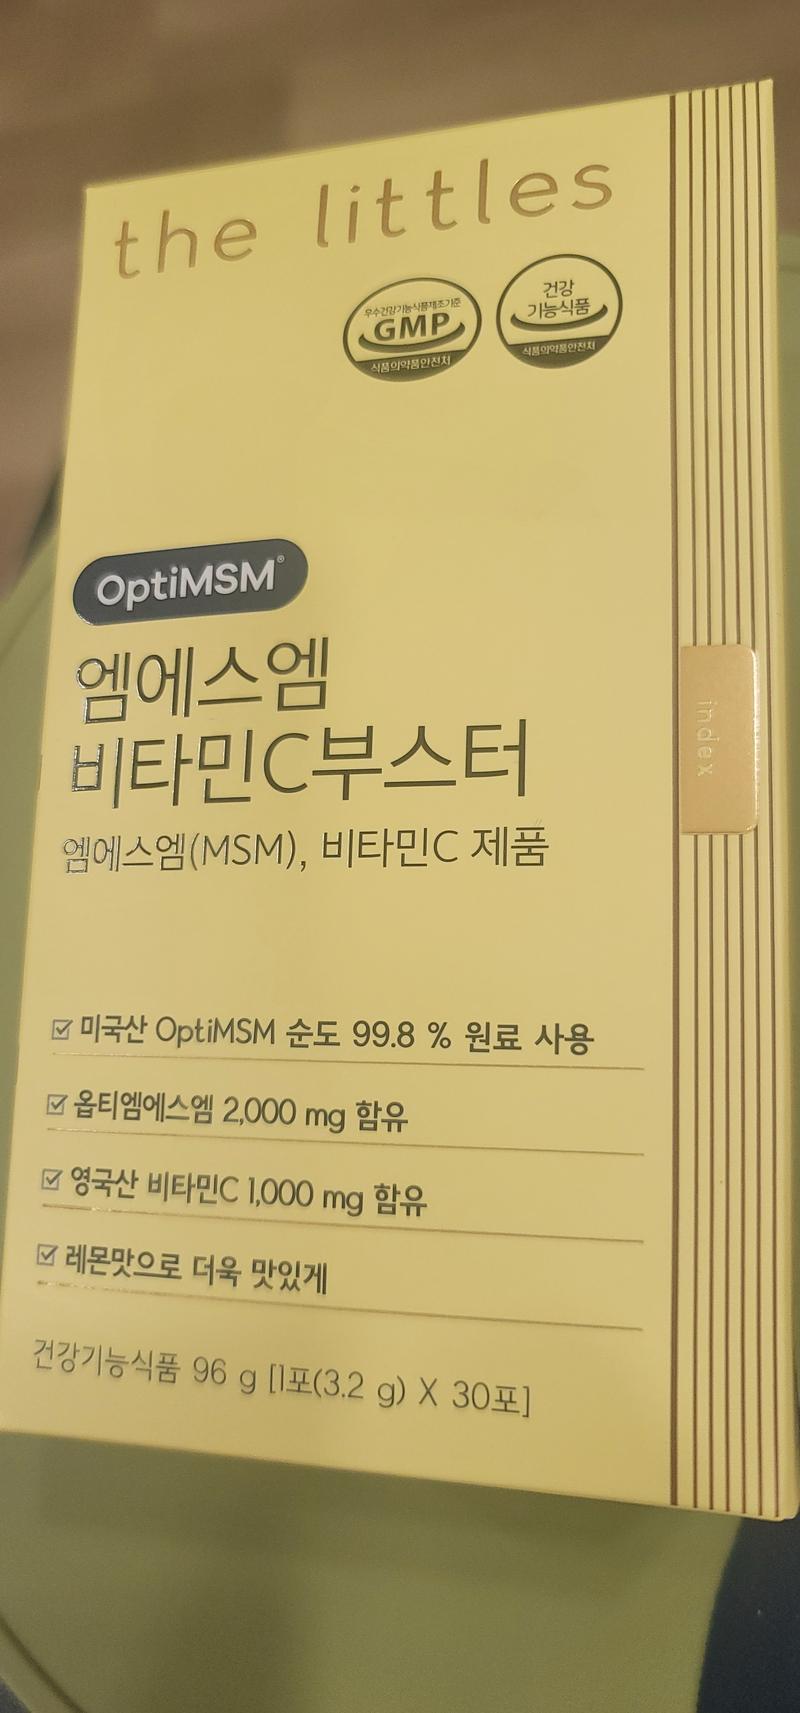 the littles
우수건강기능식품제조기준
GMP
식품의약품안전처
건강
기능식품
식품의약품안전처
OptiMSM®
엠에스엠
비타민C부스터
엠에스엠(MSM), 비타민C 제품
index
미국산 OptiMSM 순도 99.8 % 원료 사용
옵티엠에스엠 2,000 mg 함유
영국산 비타민C 1,000 mg 함유
레몬맛으로 더욱 맛있게
건강기능식품 96 g [1포(3.2 g) X 30포]